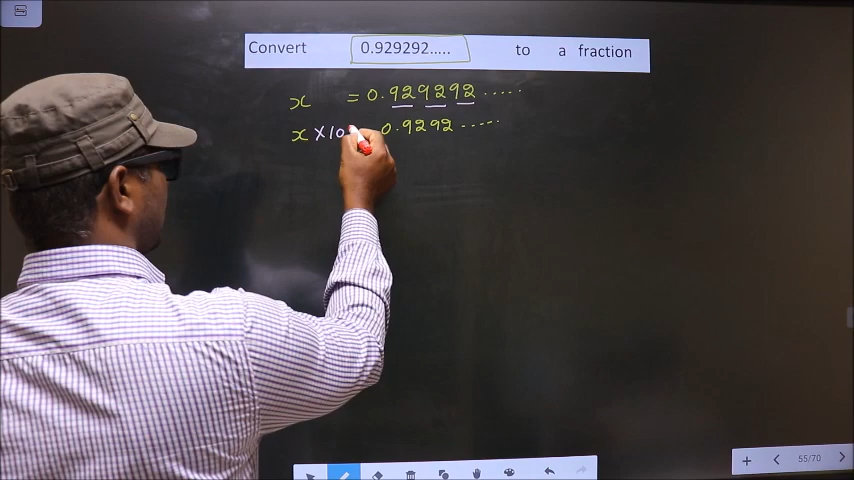 Convert 0.929292..... to a fraction
x = 0.929292.....
x ×10 0.9292.....
55/70